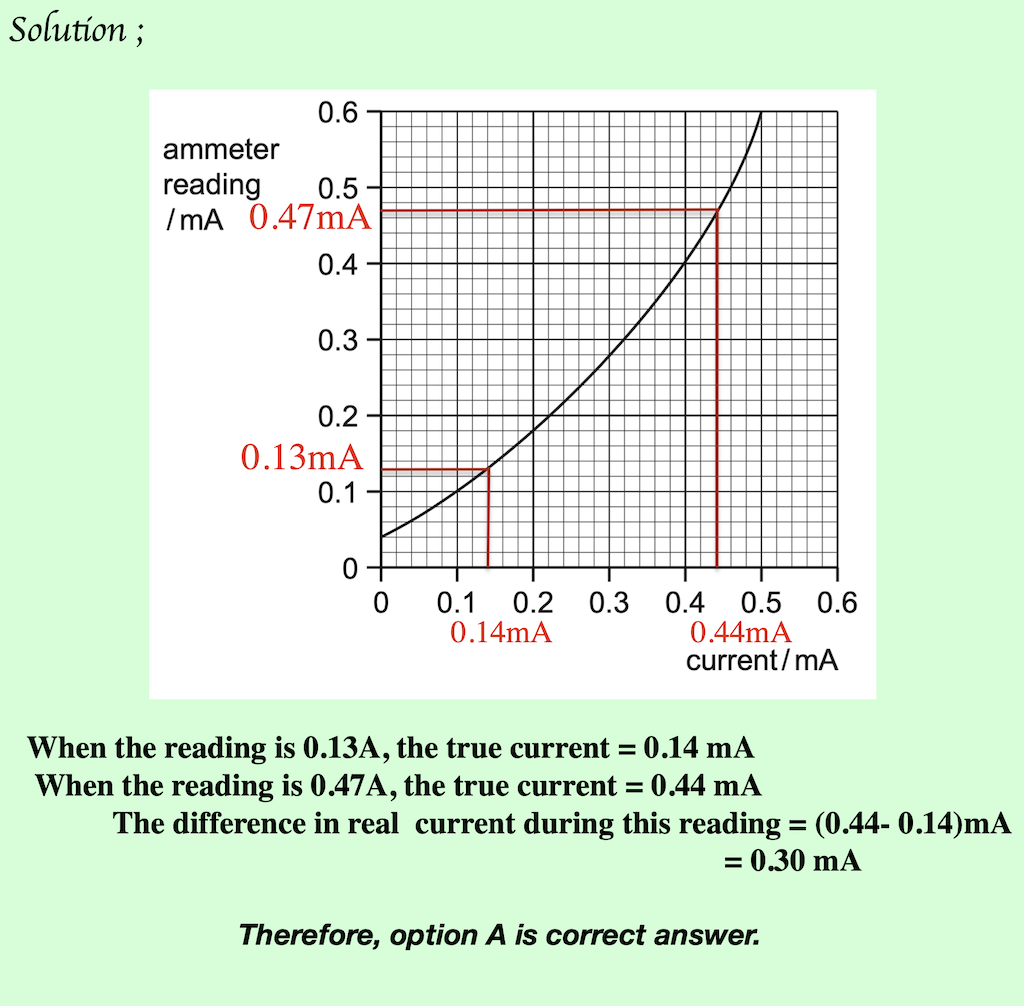 Solution ;
0.6
ammeter
reading
0.5
/mA
0.47mA
0.4
0.3
0.2
0.13mA
0.1
0
0 0.1 0.2 0.3 0.4 0.5 0.6
0.14mA 0.44mA
current/mA
When the reading is 0.13A, the true current = 0.14 mA
When the reading is 0.47A, the true current = 0.44 mA
The difference in real current during this reading = (0.44- 0.14)mA
= 0.30 mA
Therefore, option A is correct answer.